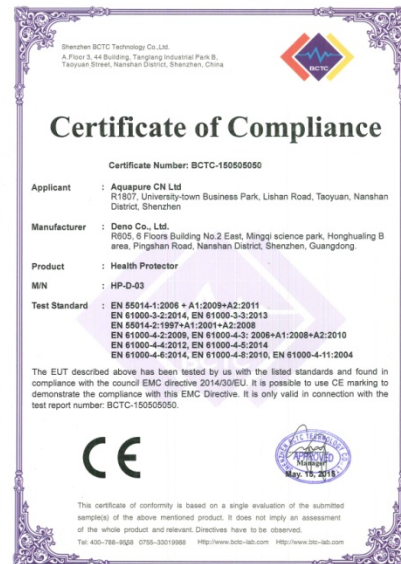 Shenzhen BCTC Technology Co.,Ltd.
A.Floor 3, 44 Building, Tanglang Industrial Park B,
Taoyuan Street, Nanshan District, Shenzhen, China
BCTC
Certificate of Compliance
Certificate Number: BCTC-150505050
Applicant : Aquapure CN Ltd
R1807, University-town Business Park, Lishan Road, Taoyuan, Nanshan
District, Shenzhen
Manufacturer : Deno Co., Ltd.
R605, 6 Floors Building No.2 East, Mingqi science park, Honghualing B
area, Pingshan Road, Nanshan District, Shenzhen, Guangdong.
Product : Health Protector
M/N : HP-D-03
Test Standard : EN 55014-1:2006 + A1:2009+A2:2011
EN 61000-3-2:2014, EN 61000-3-3:2013
EN 55014-2:1997+A1:2001+A2:2008
EN 61000-4-2:2009, EN 61000-4-3: 2006+A1:2008+A2:2010
EN 61000-4-4:2012, EN 61000-4-5:2014
EN 61000-4-6:2014, EN 61000-4-8:2010, EN 61000-4-11:2004
The EUT described above has been tested by us with the listed standards and found in
compliance with the council EMC directive 2014/30/EU. It is possible to use CE marking to
demonstrate the compliance with this EMC Directive. It is only valid in connection with the
test report number: BCTC-150505050.
CE
APPROVED
Manager
May. 15, 2015
This certificate of conformity is based on a single evaluation of the submitted
sample(s) of the above mentioned product. It does not imply an assessment
of the whole product and relevant. Directives have to be observed.
Tel: 400-788-9558 0755-33019988 Http://www.bctc-lab.com Http://www.btc-lab.com